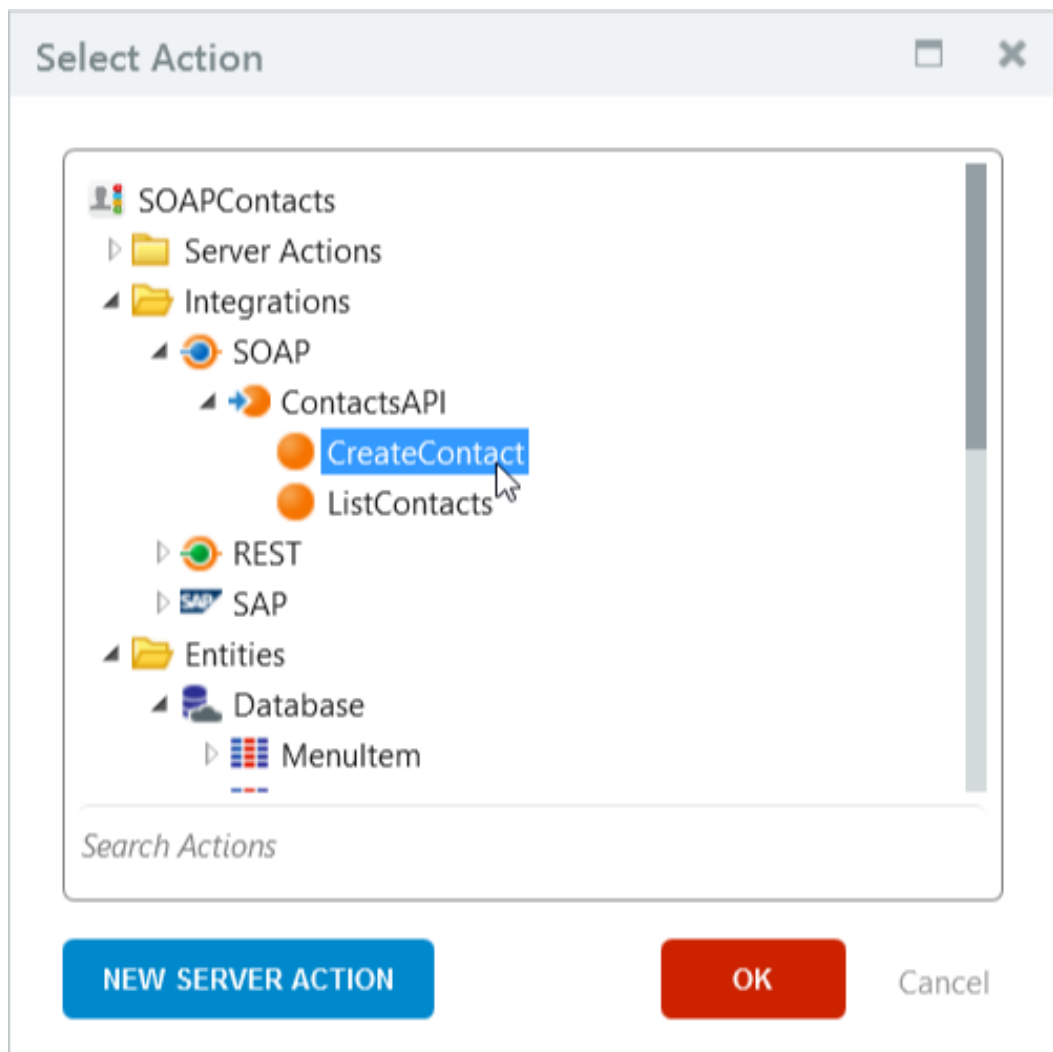 Select Action
SOAPContacts
Server Actions
Integrations
SOAP
ContactsAPI
CreateContact
ListContacts
REST
SAP SAP
Entities
Database
MenuItem
Search Actions
NEW SERVER ACTION
OK
Cancel